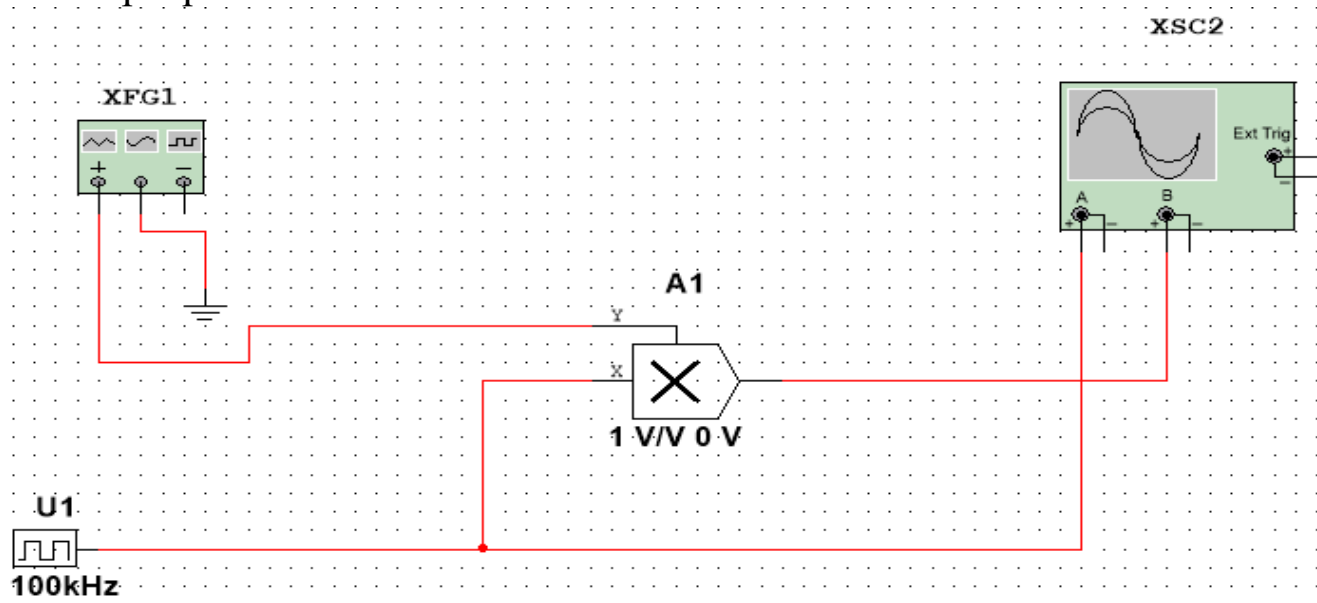 XSC2
XFG1
Ext Trig
+
−
+
−
A
B
+
−
+
−
A1
Y
X
1 V/V 0 V
U1
100kHz